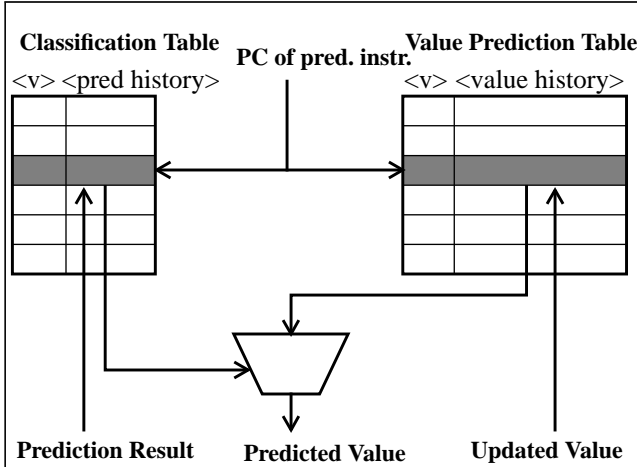 Classification Table
PC of pred. instr.
Value Prediction Table
<v> <pred history>
<v> <value history>
Prediction Result
Predicted Value
Updated Value